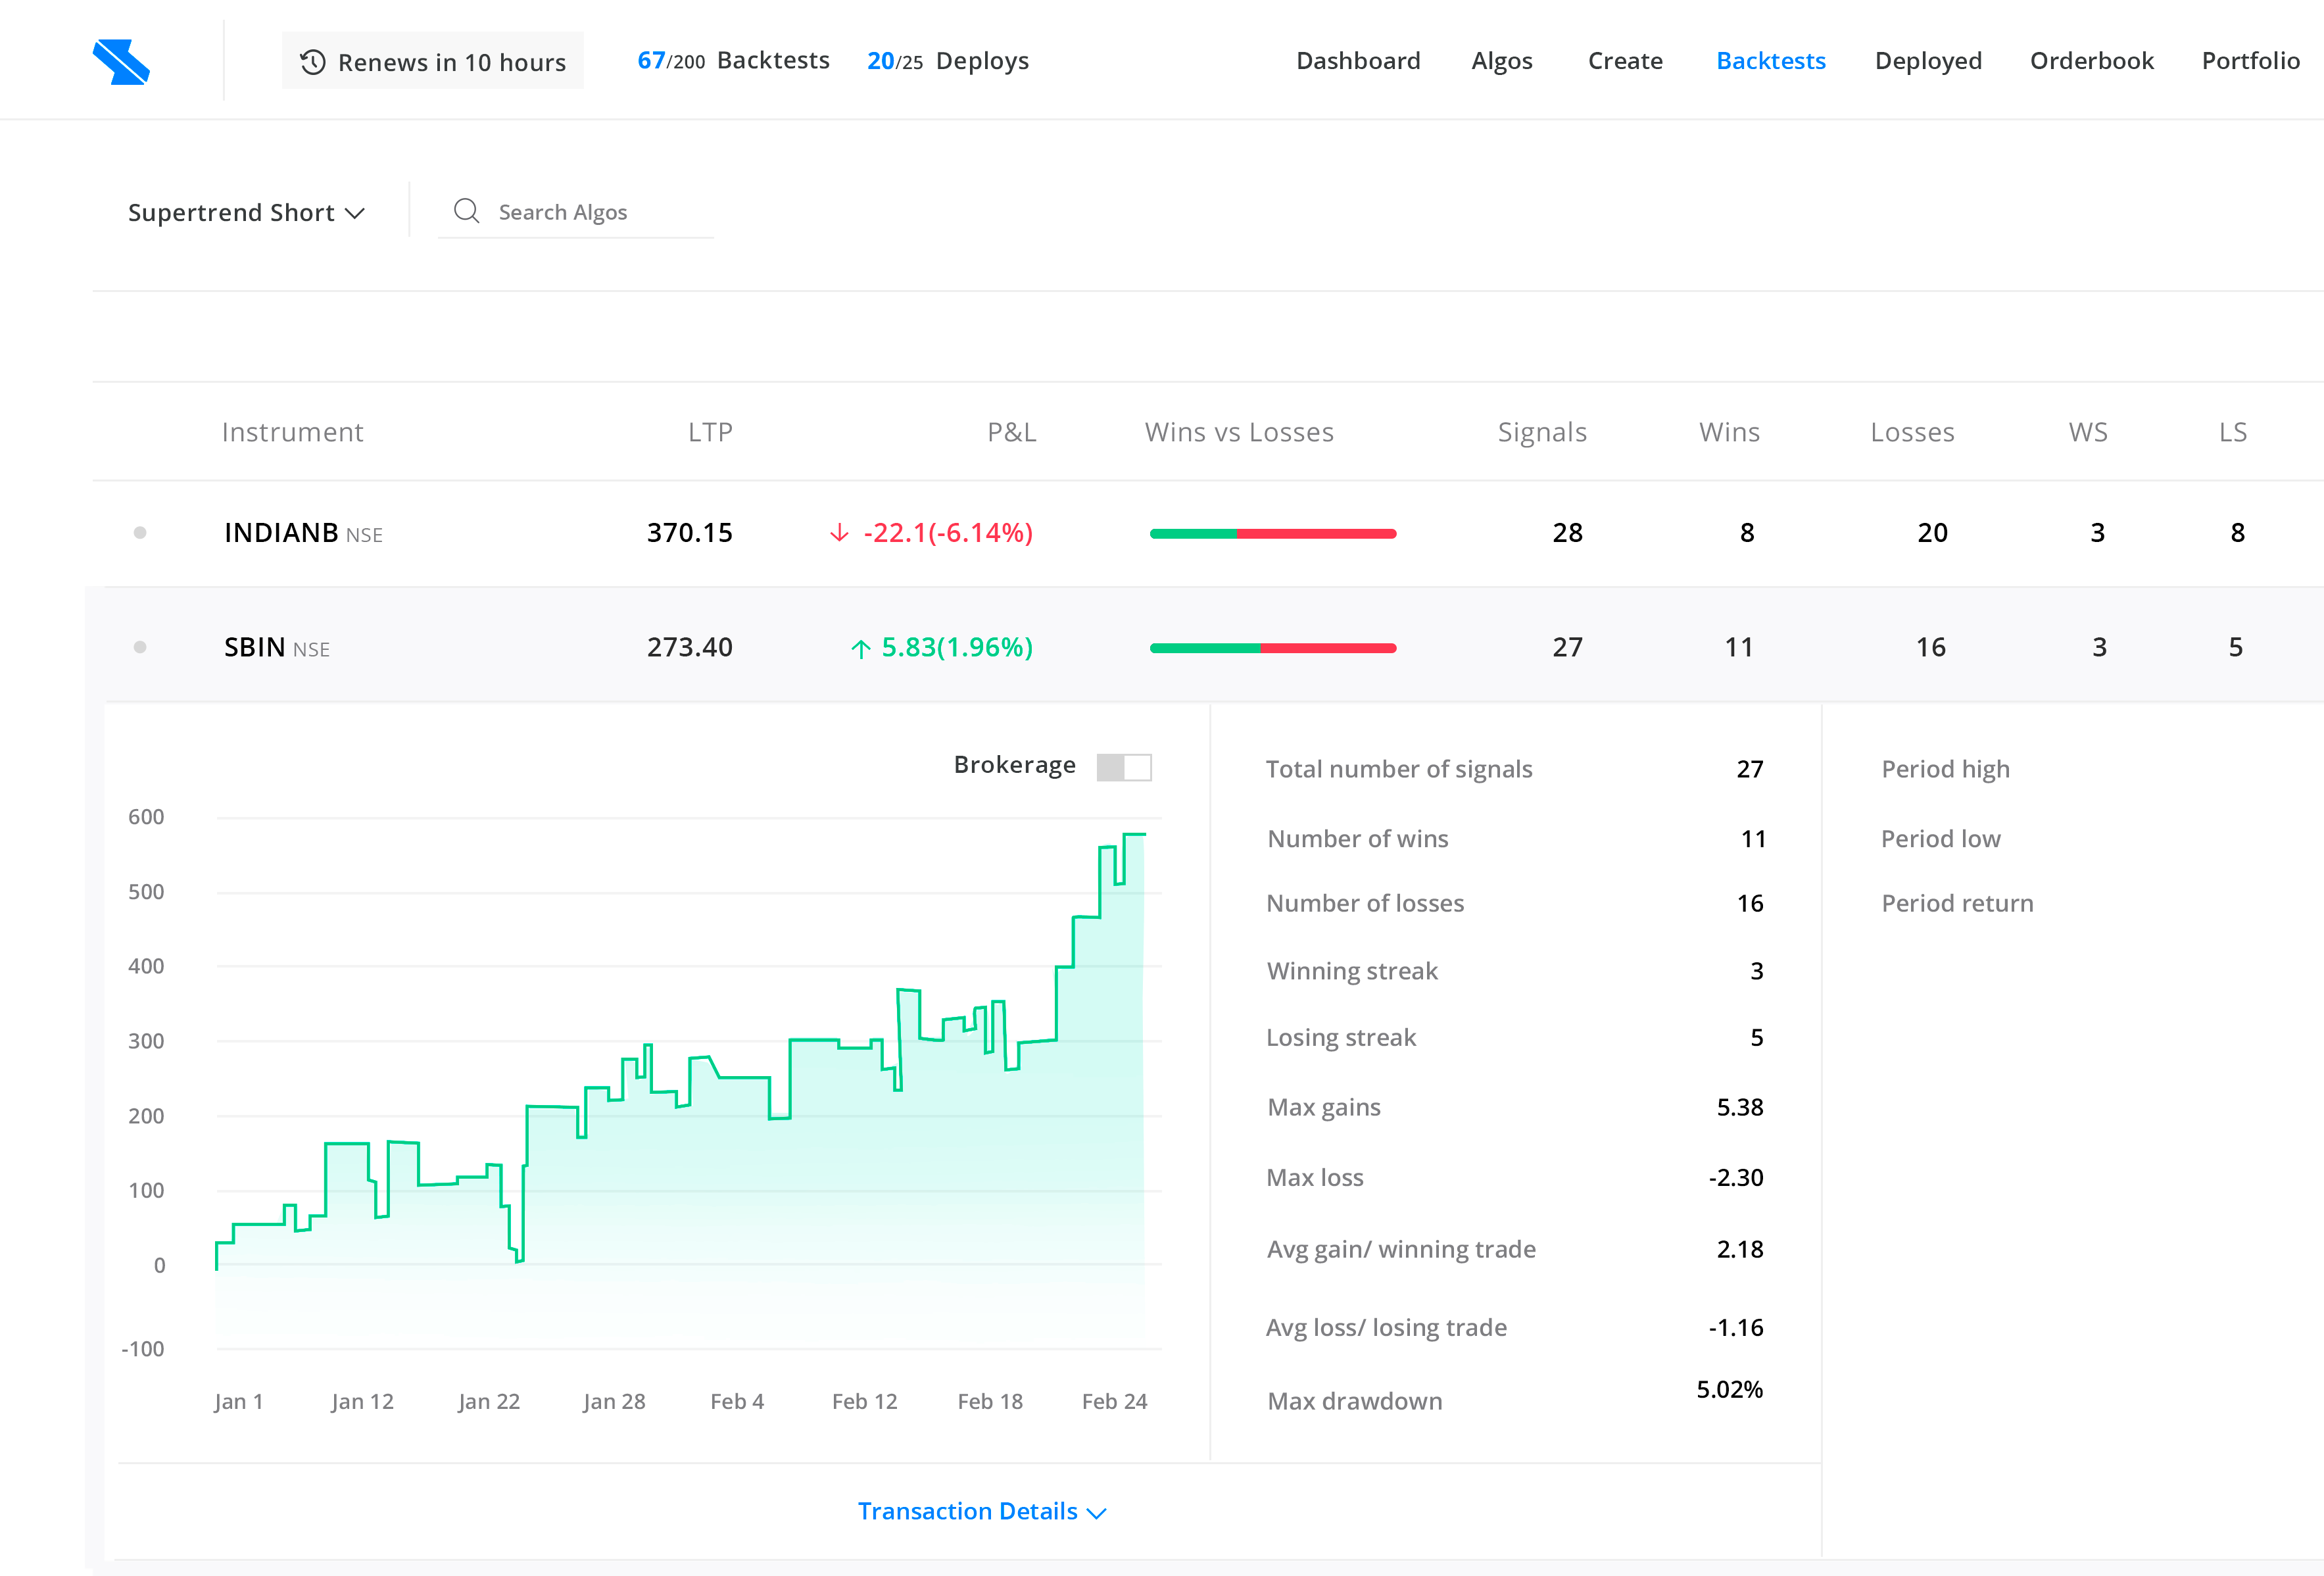 Renews in 10 hours 67/200 Backtests 20/25 Deploys Dashboard Algos Create Backtests Deployed Orderbook Portfolio
Supertrend Short Search Algos
Instrument LTP P&L Wins vs Losses Signals Wins Losses WS LS
INDIANB NSE 370.15 -22.1(-6.14%) 28 8 20 3 8
SBIN NSE 273.40 5.83(1.96%) 27 11 16 3 5
Brokerage
600
500
400
300
200
100
0
-100
Jan 1 Jan 12 Jan 22 Jan 28 Feb 4 Feb 12 Feb 18 Feb 24
Total number of signals 27
Number of wins 11
Number of losses 16
Winning streak 3
Losing streak 5
Max gains 5.38
Max loss -2.30
Avg gain/ winning trade 2.18
Avg loss/ losing trade -1.16
Max drawdown 5.02%
Period high
Period low
Period return
Transaction Details